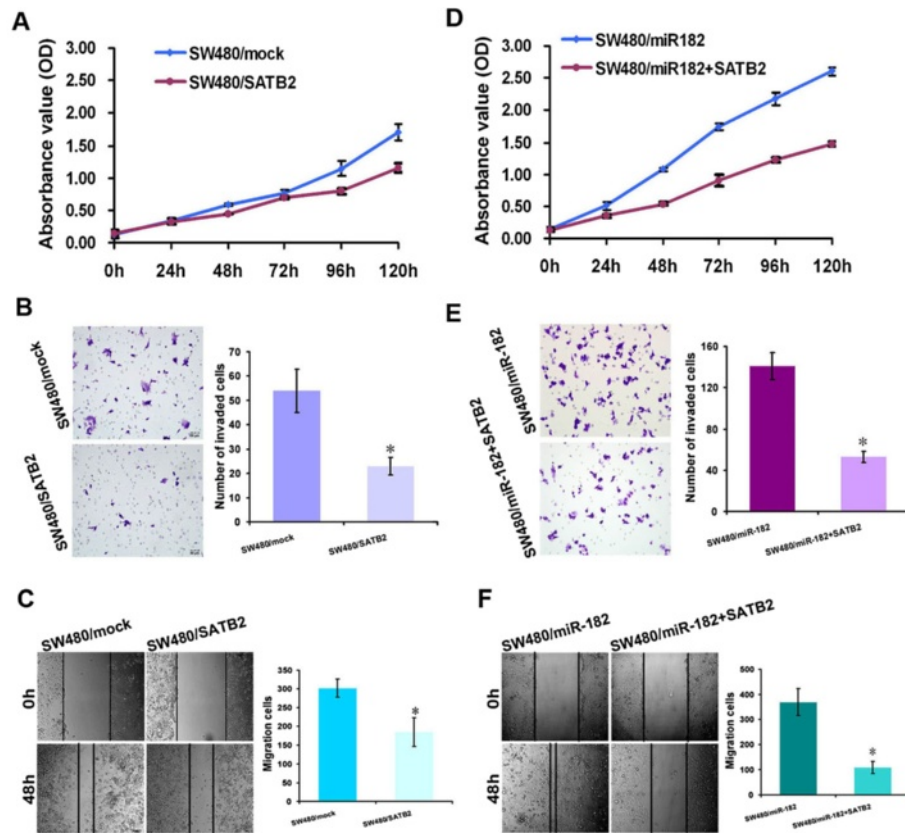 A
SW480/mock
SW480/SATB2
Absorbance value (OD)
3.00
2.50
2.00
1.50
1.00
0.50
0.00
0h 24h 48h 72h 96h 120h
D
SW480/miR182
SW480/miR182+SATB2
Absorbance value (OD)
3.00
2.50
2.00
1.50
1.00
0.50
0.00
0h 24h 48h 72h 96h 120h
B
SW480/mock
SW480/SATB2
Number of invaded cells
70
60
50
40
30
20
10
0
*
SW480/mock SW480/SATB2
E
SW480/miR-182
SW480/miR-182+SATB2
Number of invaded cells
160
120
80
40
0
*
SW480/miR-182 SW480/miR-182+SATB2
C
SW480/mock SW480/SATB2
0h
48h
Migration cells
350
300
250
200
150
100
50
0
*
SW480/mock SW480/SATB2
F
SW480/miR-182 SW480/miR-182+SATB2
0h
48h
Migration cells
500
400
300
200
100
0
*
SW480/miR-182 SW480/miR-182+SATB2